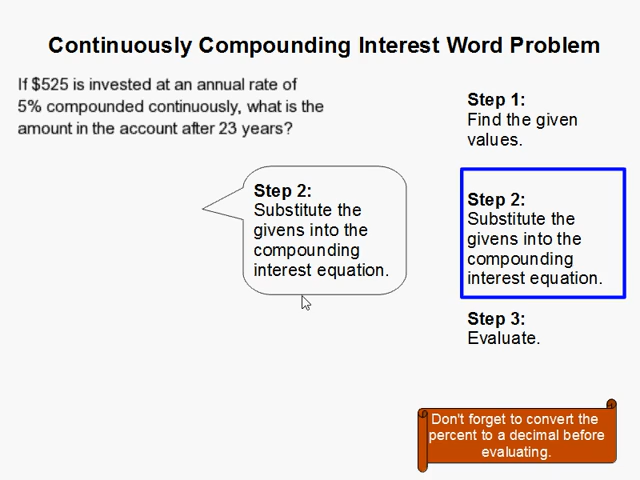 Continuously Compounding Interest Word Problem
If $525 is invested at an annual rate of
5% compounded continuously, what is the
amount in the account after 23 years?
Step 1:
Find the given
values.
Step 2:
Substitute the
givens into the
compounding
interest equation.
Step 2:
Substitute the
givens into the
compounding
interest equation.
Step 3:
Evaluate.
Don't forget to convert the
percent to a decimal before
evaluating.